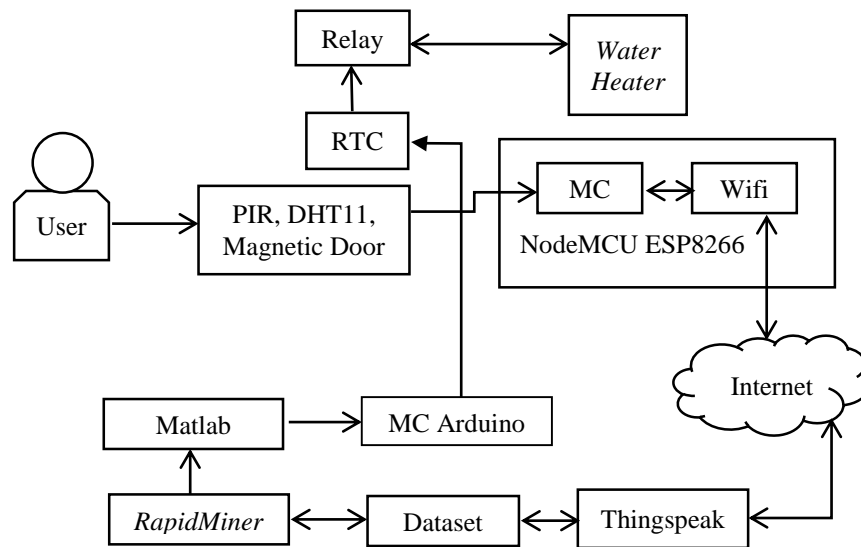 Relay
Water
Heater
RTC
MC
Wifi
User
PIR, DHT11,
Magnetic Door
NodeMCU ESP8266
Internet
Matlab
MC Arduino
RapidMiner
Dataset
Thingspeak